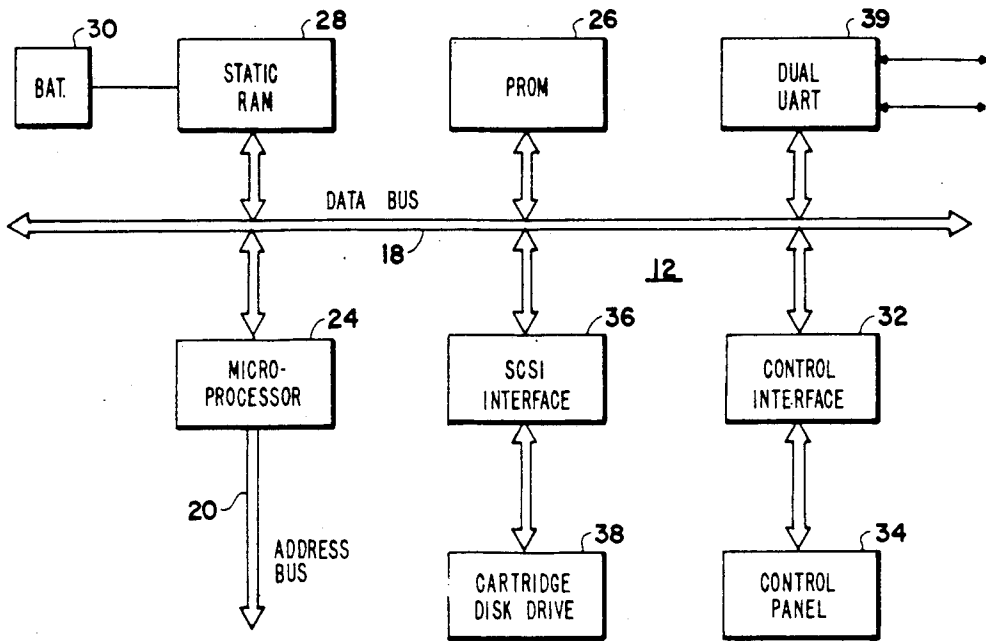 30
28
26
39
BAT.
STATIC
RAM
PROM
DUAL
UART
DATA BUS
18
12
24
36
32
MICRO-
PROCESSOR
SCSI
INTERFACE
CONTROL
INTERFACE
20
ADDRESS
BUS
38
34
CARTRIDGE
DISK DRIVE
CONTROL
PANEL